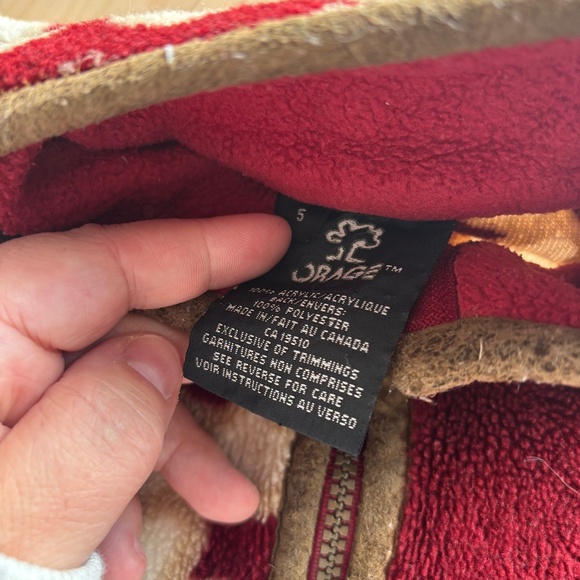 5
ORAGE™
100% ACRYLIC/ACRYLIQUE
BACK/ENVERS:
100% POLYESTER
MADE IN/FAIT AU CANADA
CA 19510
EXCLUSIVE OF TRIMMINGS
GARNITURES NON COMPRISES
SEE REVERSE FOR CARE
VOIR INSTRUCTIONS AU VERSO